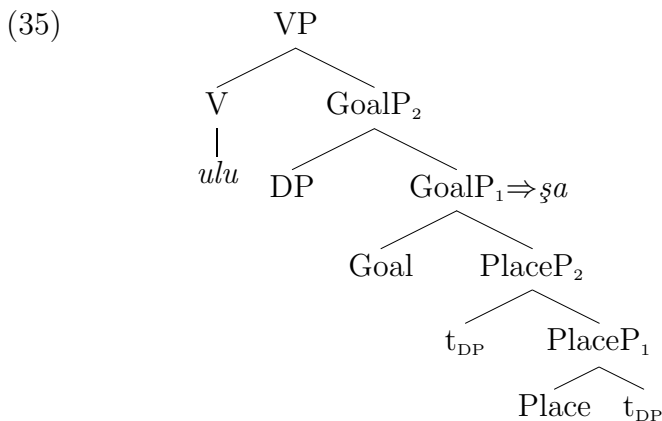 (35) VP
V GoalP₂
ulu DP GoalP₁⇒şa
Goal PlaceP₂
t_DP PlaceP₁
Place t_DP